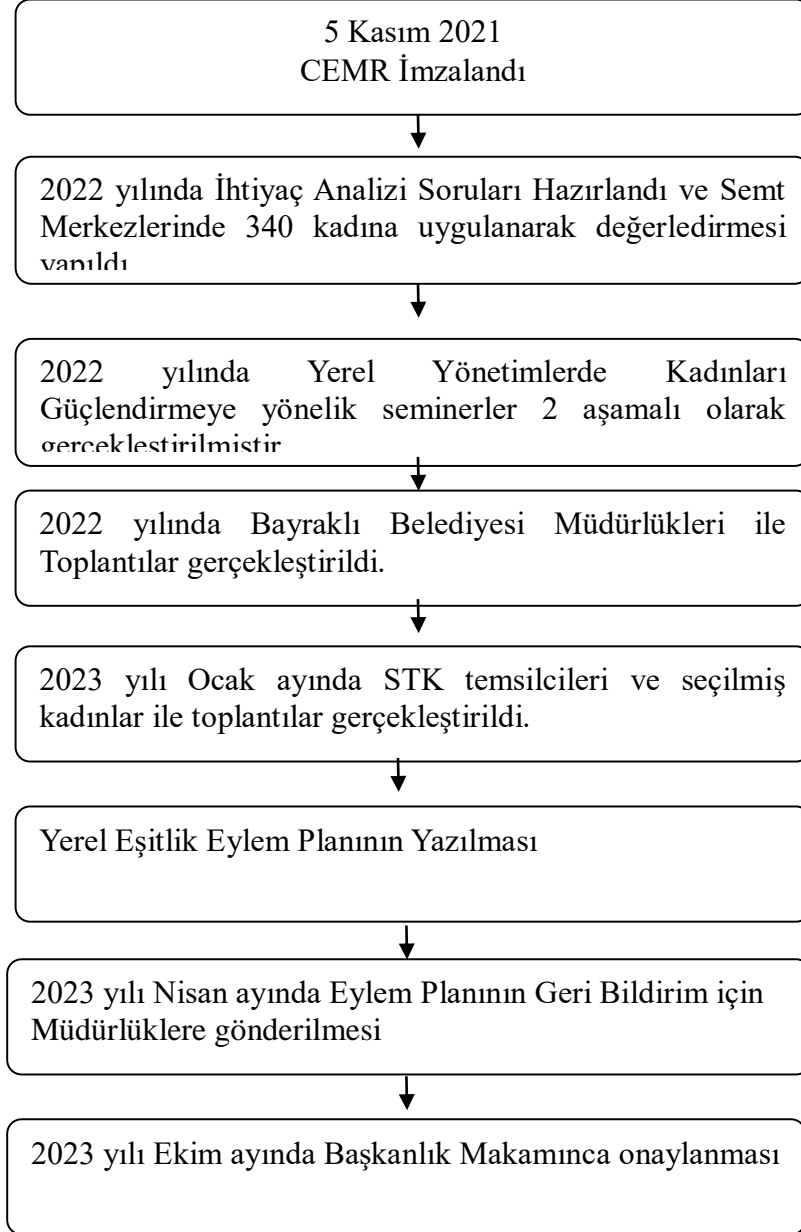 5 Kasım 2021
CEMR İmzalandı
2022 yılında İhtiyaç Analizi Soruları Hazırlandı ve Semt
Merkezlerinde 340 kadına uygulanarak değerledirmesi
yapıldı
2022 yılında Yerel Yönetimlerde Kadınları
Güçlendirmeye yönelik seminerler 2 aşamalı olarak
gerçekleştirilmiştir
2022 yılında Bayraklı Belediyesi Müdürlükleri ile
Toplantılar gerçekleştirildi.
2023 yılı Ocak ayında STK temsilcileri ve seçilmiş
kadınlar ile toplantılar gerçekleştirildi.
Yerel Eşitlik Eylem Planının Yazılması
2023 yılı Nisan ayında Eylem Planının Geri Bildirim için
Müdürlüklere gönderilmesi
2023 yılı Ekim ayında Başkanlık Makamınca onaylanması